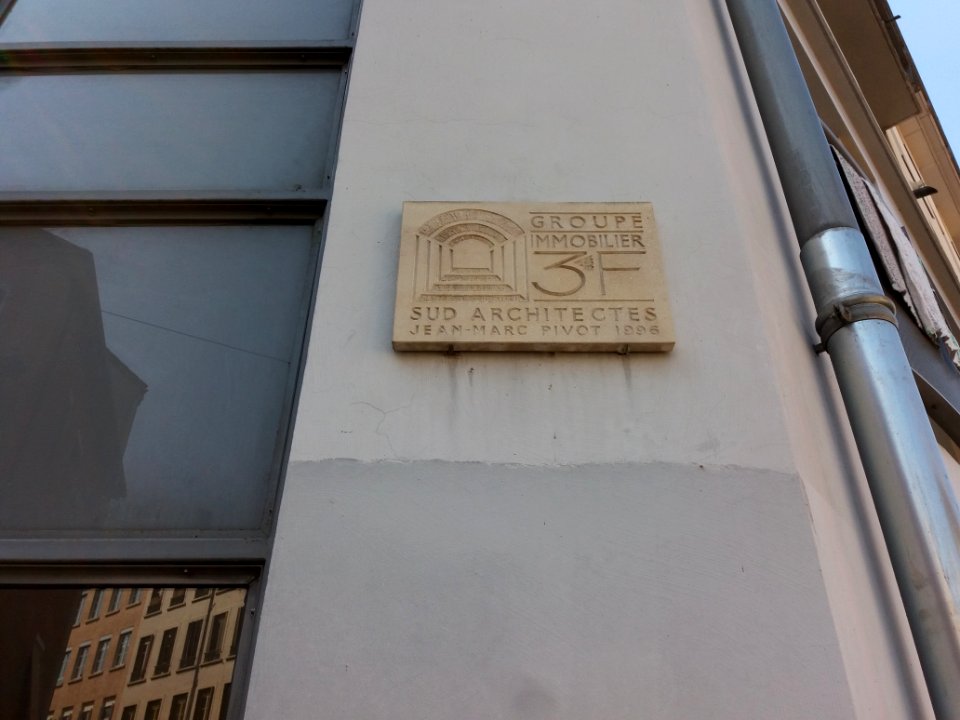 GROUPE
IMMOBILIER
3F
SUD ARCHITECTES
JEAN-MARC PIVOT 1996